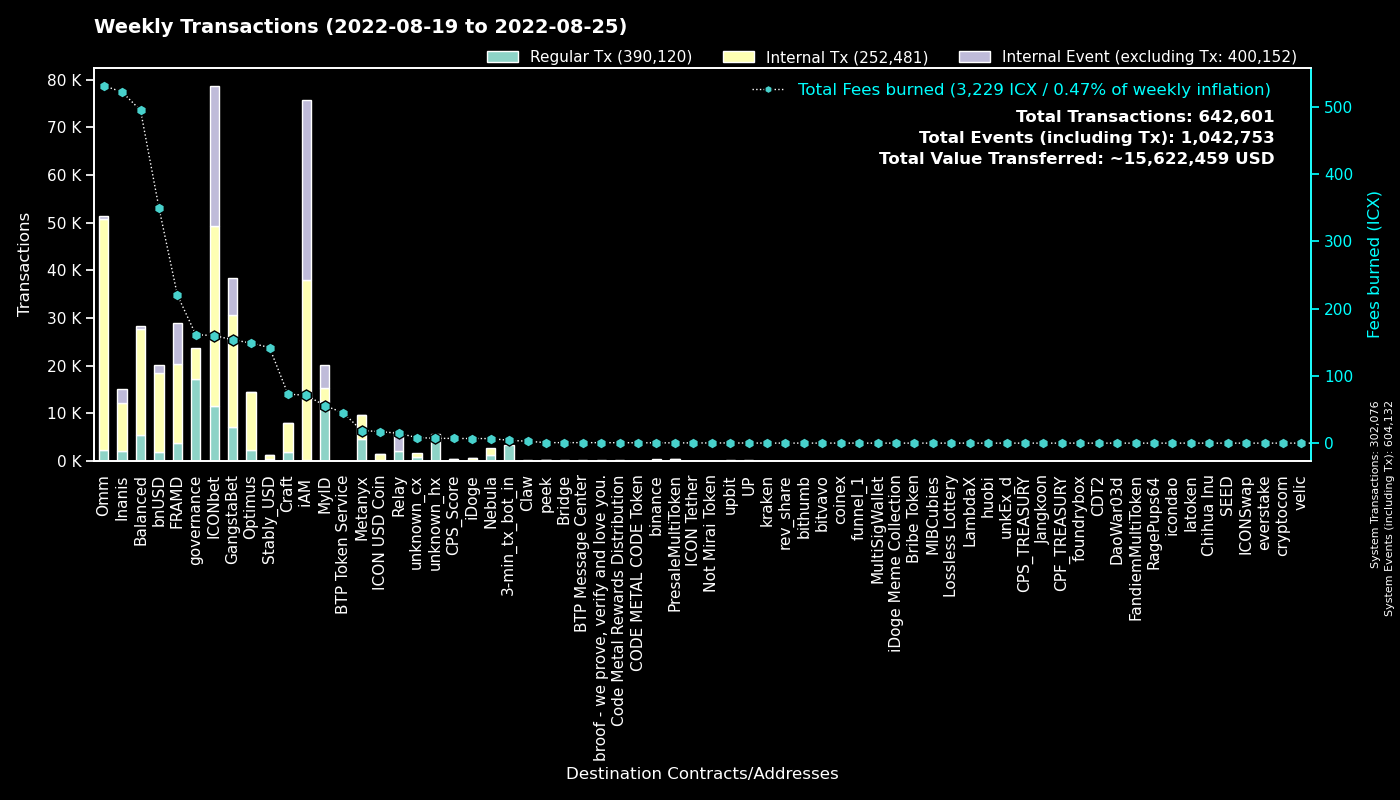 Weekly Transactions (2022-08-19 to 2022-08-25)
Regular Tx (390,120)
Internal Tx (252,481)
Internal Event (excluding Tx: 400,152)
Total Fees burned (3,229 ICX / 0.47% of weekly inflation)
Total Transactions: 642,601
Total Events (including Tx): 1,042,753
Total Value Transferred: ~15,622,459 USD
Transactions
80 K
70 K
60 K
50 K
40 K
30 K
20 K
10 K
0 K
500
400
300
200
100
0
Fees burned (ICX)
System Transactions: 302,076
System Events (including Tx): 604,132
Omm
Inanis
Balanced
bnUSD
FRAMD
governance
ICONbet
GangstaBet
Optimus
Stably_USD
Craft
iAM
MyID
BTP Token Service
Metanyx
ICON USD Coin
Relay
unknown_cx
unknown_hx
CPS_Score
iDoge
Nebula
3-min_tx_bot_in
Claw
peek
Bridge
BTP Message Center
broof - we prove, verify and love you.
Code Metal Rewards Distribution
CODE METAL CODE Token
binance
PresaleMultiToken
ICON Tether
Not Mirai Token
upbit
UP
kraken
rev_share
bithumb
bitvavo
coinex
funnel_1
MultiSigWallet
iDoge Meme Collection
Bribe Token
MIBCubies
Lossless Lottery
LambdaX
huobi
unkEx_d
CPS_TREASURY
Jangkoon
CPF_TREASURY
foundrybox
CDT2
DaoWar03d
FandiemMultiToken
RagePups64
icondao
latoken
Chihua Inu
SEED
ICONSwap
everstake
cryptocom
velic
Destination Contracts/Addresses